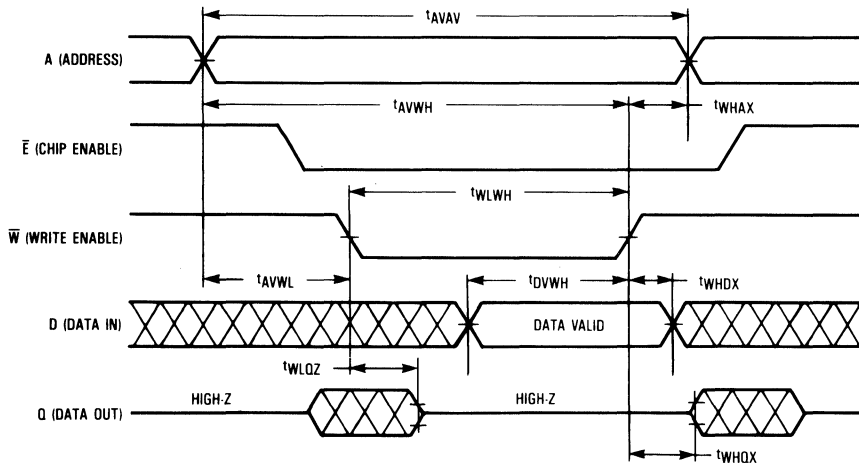 tAVAV
A (ADDRESS)
tAVWH
tWHAX
E̅ (CHIP ENABLE)
tWLWH
W̅ (WRITE ENABLE)
tAVWL
tDVWH
tWHDX
D (DATA IN)
DATA VALID
tWLQZ
HIGH-Z
HIGH-Z
Q (DATA OUT)
tWHQX